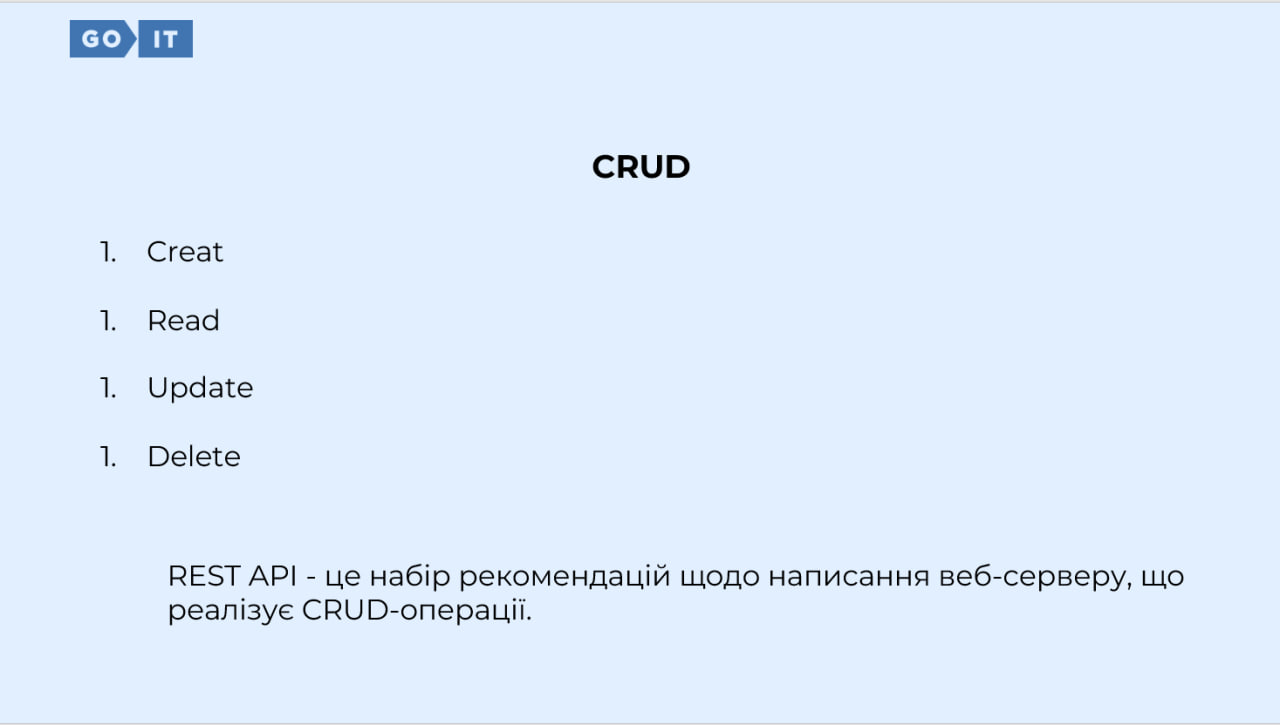 GO IT
CRUD
1. Creat
1. Read
1. Update
1. Delete
REST API - це набір рекомендацій щодо написання веб-серверу, що
реалізує CRUD-операції.